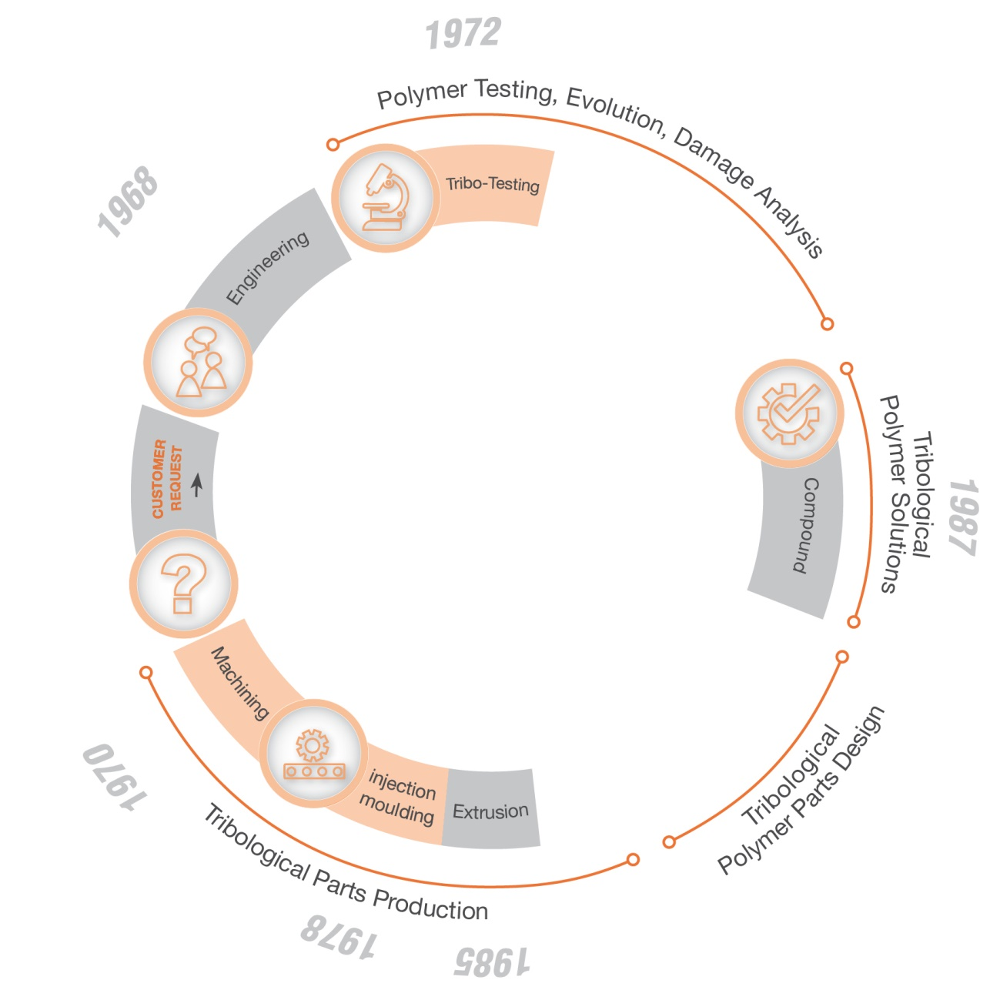 1972
Polymer Testing, Evolution, Damage Analysis
Tribo-Testing
1968
Engineering
CUSTOMER
REQUEST
Compound
Tribological
Polymer Solutions
1987
Machining
injection
moulding
Extrusion
Tribological
Polymer Parts Design
1970
Tribological Parts Production
1978
1985